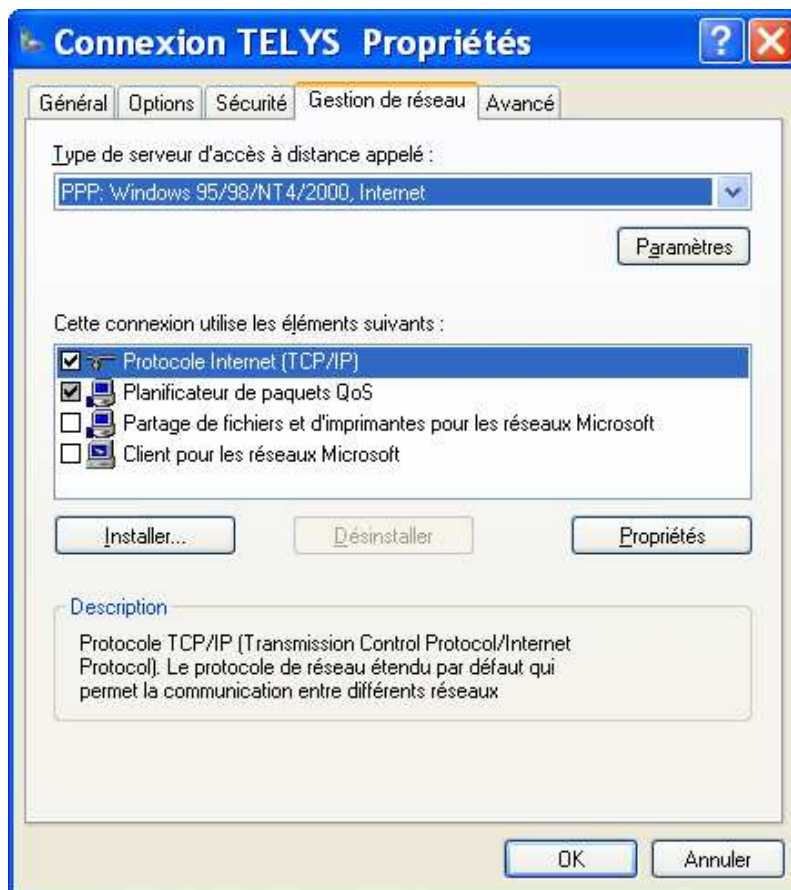 Connexion TELYS Propriétés
Général Options Sécurité Gestion de réseau Avancé
Type de serveur d'accès à distance appelé :
PPP: Windows 95/98/NT4/2000, Internet
Paramètres
Cette connexion utilise les éléments suivants :
Protocole Internet (TCP/IP)
Planificateur de paquets QoS
Partage de fichiers et d'imprimantes pour les réseaux Microsoft
Client pour les réseaux Microsoft
Installer... Désinstaller Propriétés
Description
Protocole TCP/IP (Transmission Control Protocol/Internet
Protocol). Le protocole de réseau étendu par défaut qui
permet la communication entre différents réseaux
OK Annuler